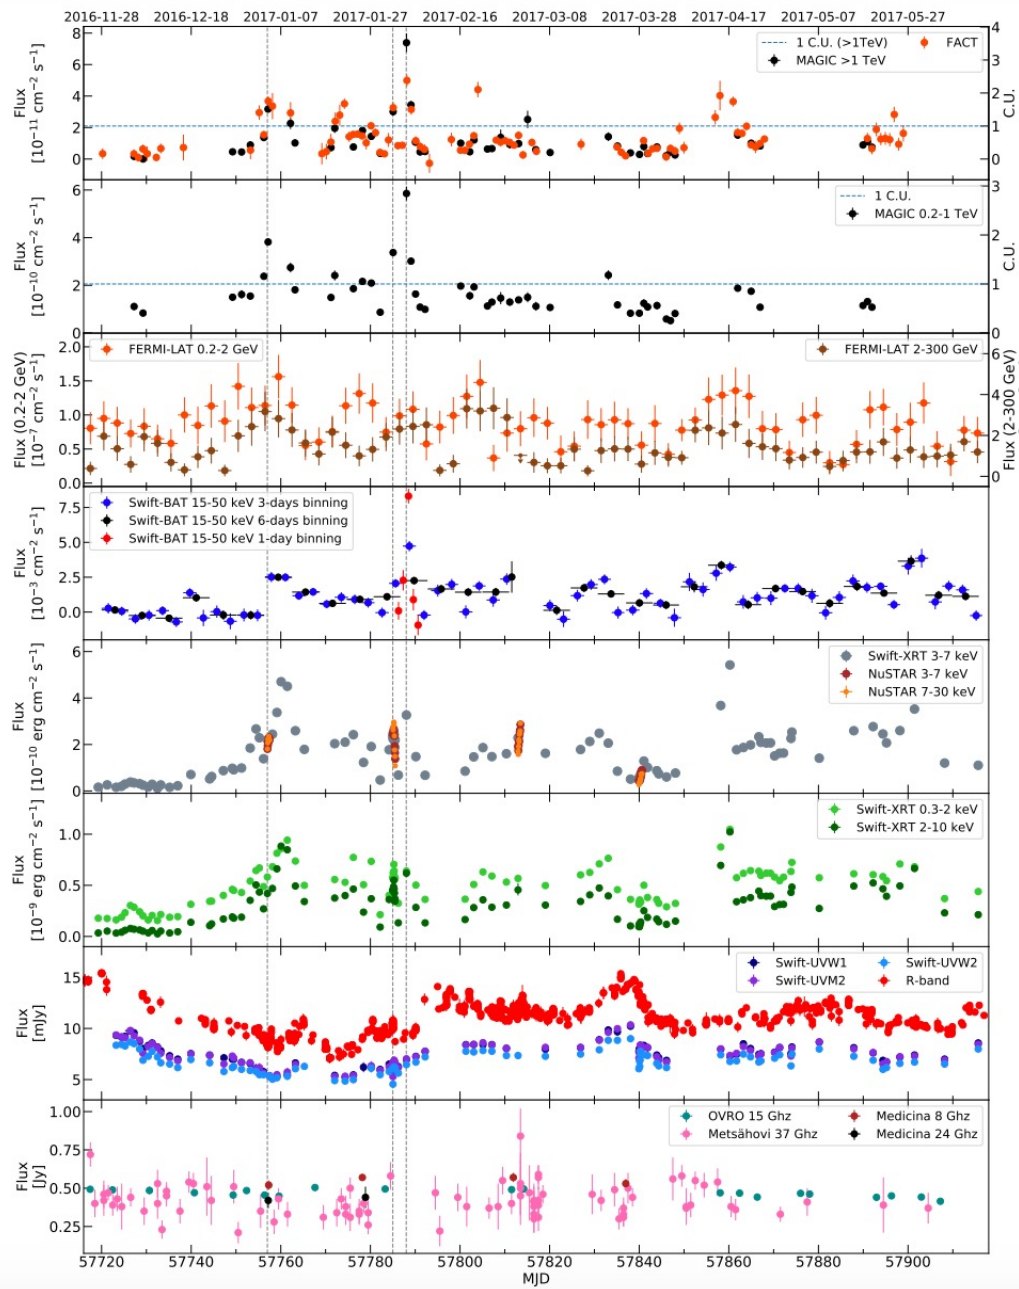 2016-11-28 2016-12-18 2017-01-07 2017-01-27 2017-02-16 2017-03-08 2017-03-28 2017-04-17 2017-05-07 2017-05-27
8
6
4
2
0
Flux
[10⁻¹¹ cm⁻² s⁻¹]
1 C.U. (>1TeV)
MAGIC >1 TeV
FACT
4
3
2
1
0
C.U.
6
4
2
0
Flux
[10⁻¹⁰ cm⁻² s⁻¹]
1 C.U.
MAGIC 0.2-1 TeV
3
2
1
0
C.U.
2.0
1.5
1.0
0.5
0.0
Flux (0.2-2 GeV)
[10⁻⁷ cm⁻² s⁻¹]
FERMI-LAT 0.2-2 GeV
FERMI-LAT 2-300 GeV
6
4
2
0
Flux (2-300 GeV)
7.5
5.0
2.5
0.0
Flux
[10⁻³ cm⁻² s⁻¹]
Swift-BAT 15-50 keV 3-days binning
Swift-BAT 15-50 keV 6-days binning
Swift-BAT 15-50 keV 1-day binning
6
4
2
0
Flux
[10⁻¹⁰ erg cm⁻² s⁻¹]
Swift-XRT 3-7 keV
NuSTAR 3-7 keV
NuSTAR 7-30 keV
1.0
0.5
0.0
Flux
[10⁻⁹ erg cm⁻² s⁻¹]
Swift-XRT 0.3-2 keV
Swift-XRT 2-10 keV
15
10
5
Flux
[mJy]
Swift-UVW1
Swift-UVM2
Swift-UVW2
R-band
1.00
0.75
0.50
0.25
Flux
[Jy]
OVRO 15 Ghz
Metsähovi 37 Ghz
Medicina 8 Ghz
Medicina 24 Ghz
57720 57740 57760 57780 57800 57820 57840 57860 57880 57900
MJD